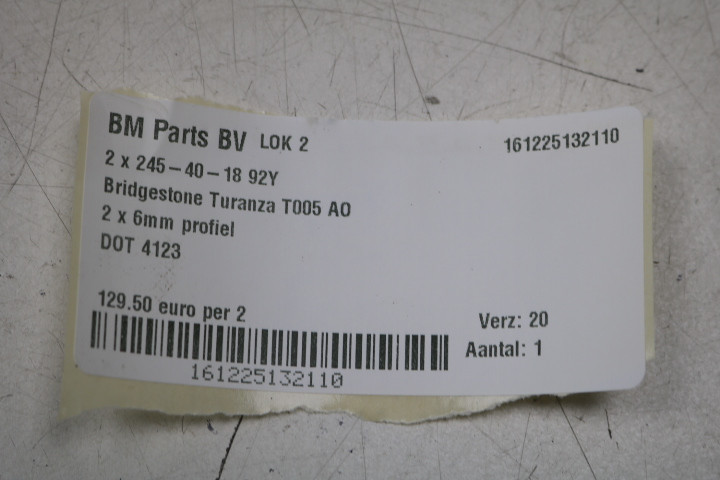 BM Parts BV LOK 2 161225132110
2 x 245-40-18 92Y
Bridgestone Turanza T005 AO
2 x 6mm profiel
DOT 4123
129.50 euro per 2
Verz: 20
Aantal: 1
161225132110